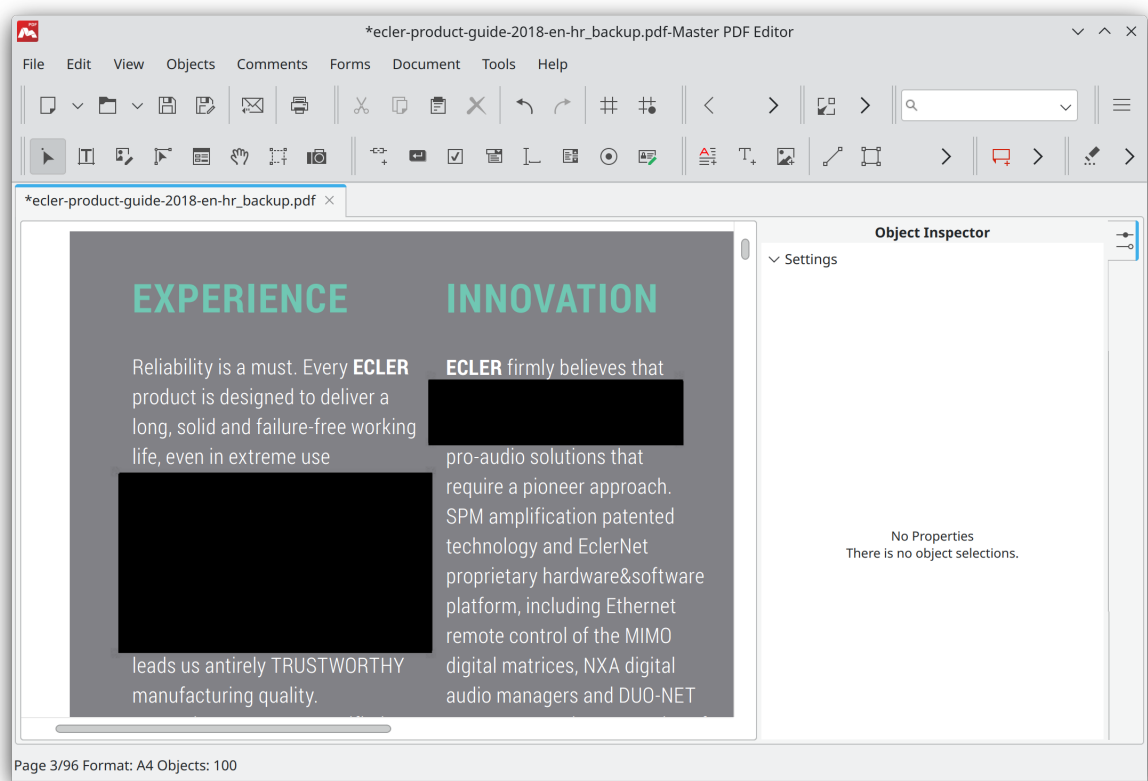 *ecler-product-guide-2018-en-hr_backup.pdf-Master PDF Editor
File Edit View Objects Comments Forms Document Tools Help
*ecler-product-guide-2018-en-hr_backup.pdf
Object Inspector
Settings
No Properties
There is no object selections.
EXPERIENCE
Reliability is a must. Every ECLER
product is designed to deliver a
long, solid and failure-free working
life, even in extreme use
leads us antirely TRUSTWORTHY
manufacturing quality.
INNOVATION
ECLER firmly believes that
pro-audio solutions that
require a pioneer approach.
SPM amplification patented
technology and EclerNet
proprietary hardware&software
platform, including Ethernet
remote control of the MIMO
digital matrices, NXA digital
audio managers and DUO-NET
Page 3/96 Format: A4 Objects: 100